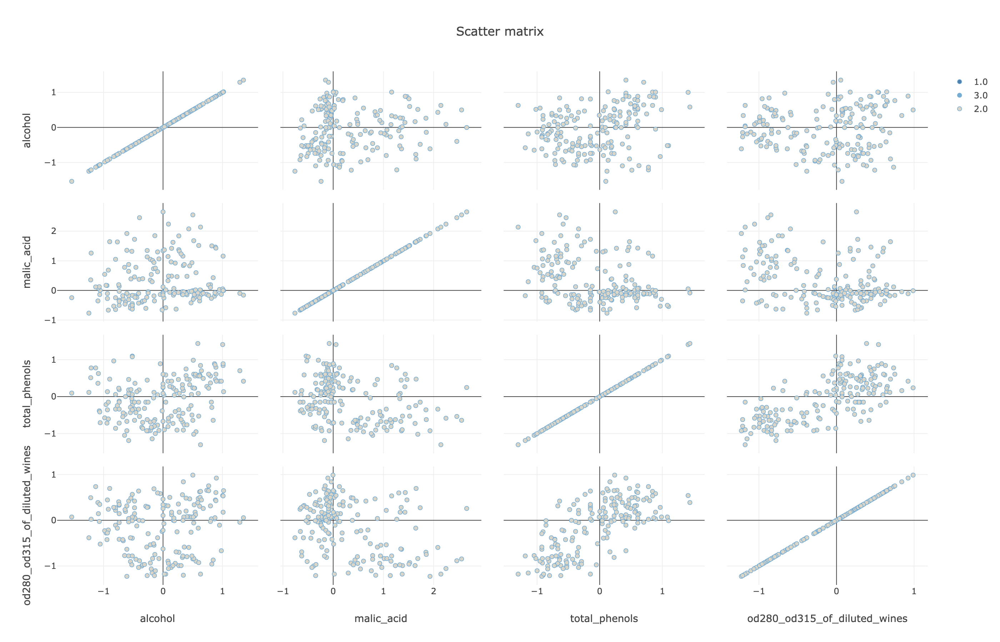 Scatter matrix
1.0
3.0
2.0
alcohol
1
0
−1
malic_acid
2
1
0
−1
total_phenols
1
0
−1
od280_od315_of_diluted_wines
1
0
−1
−1 0 1 −1 0 1 2 −1 0 1 −1 0 1
alcohol malic_acid total_phenols od280_od315_of_diluted_wines